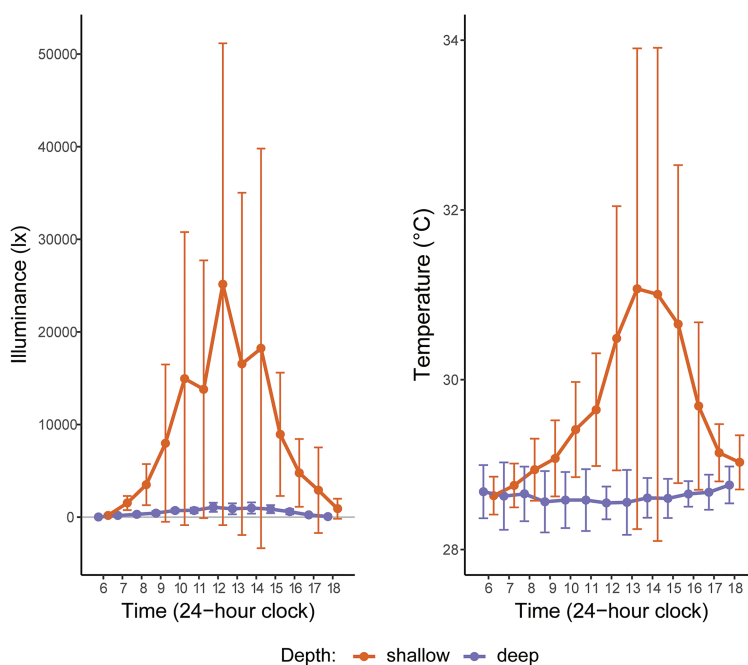 50000
40000
30000
20000
10000
0
Illuminance (lx)
6 7 8 9 10 11 12 13 14 15 16 17 18
Time (24−hour clock)
34
32
30
28
Temperature (°C)
6 7 8 9 10 11 12 13 14 15 16 17 18
Time (24−hour clock)
Depth: shallow deep